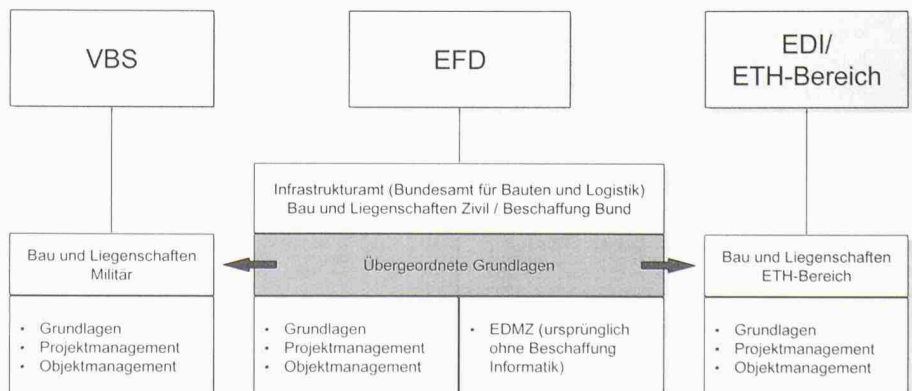 VBS
EFD
EDI/
ETH-Bereich
Infrastrukturamt (Bundesamt für Bauten und Logistik)
Bau und Liegenschaften Zivil / Beschaffung Bund
Bau und Liegenschaften
Militär
Übergeordnete Grundlagen
Bau und Liegenschaften
ETH-Bereich
• Grundlagen
• Projektmanagement
• Objektmanagement
• Grundlagen
• Projektmanagement
• Objektmanagement
• EDMZ (ursprünglich
ohne Beschaffung
Informatik)
• Grundlagen
• Projektmanagement
• Objektmanagement